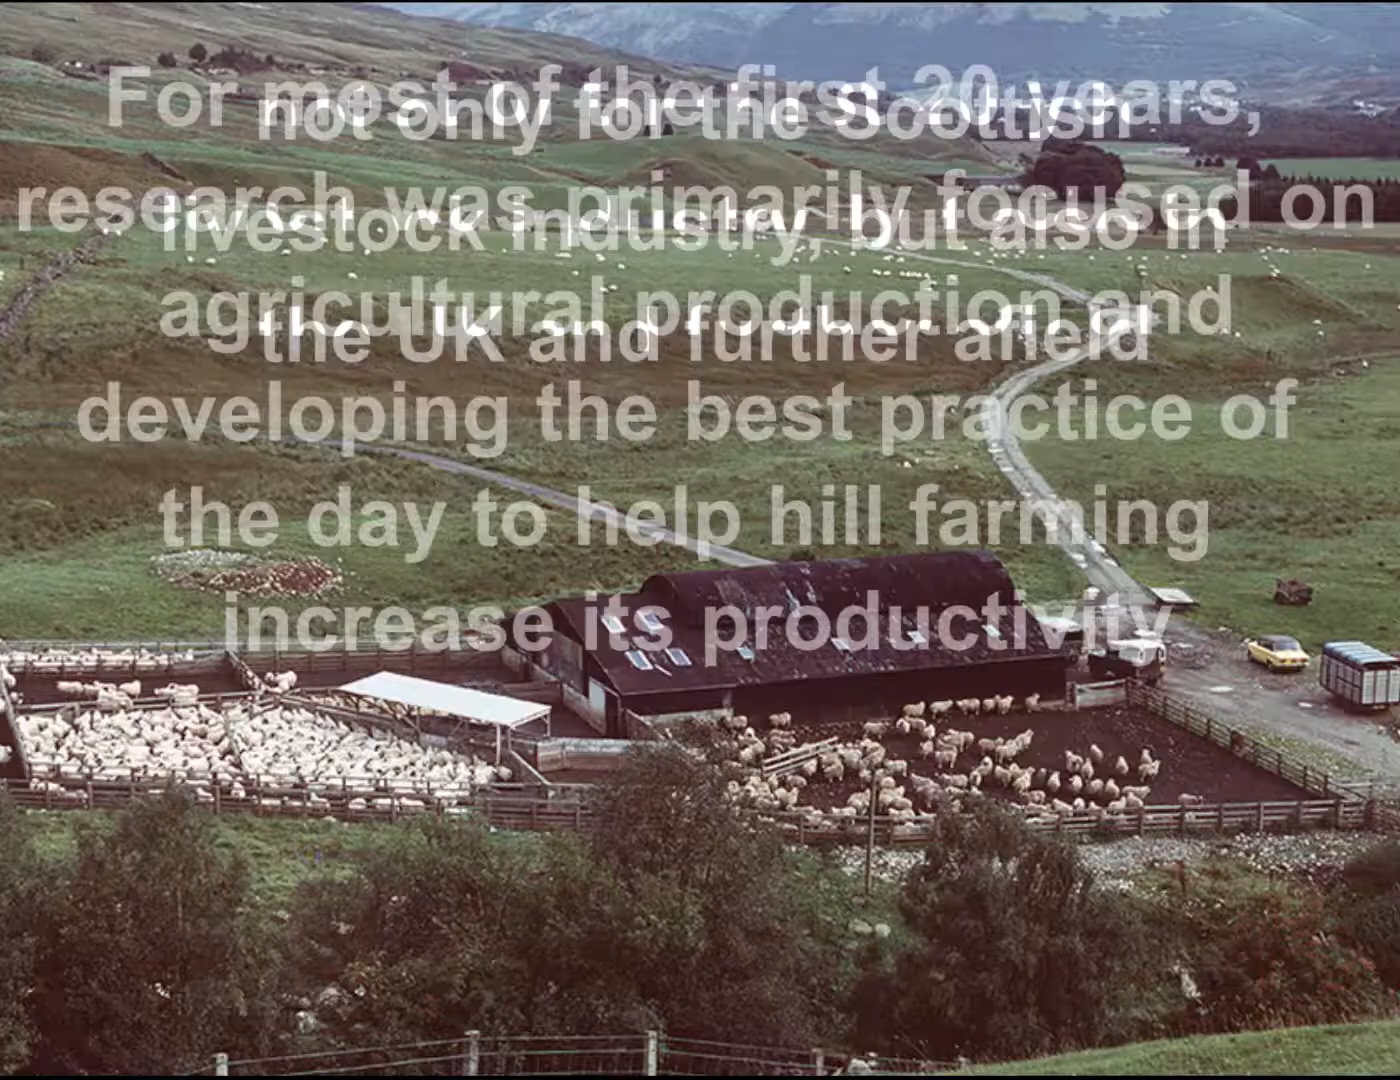 For most of the first 20 years,
research was primarily focused on
agricultural production and
developing the best practice of
the day to help hill farming
increase its productivity
not only for the Scottish
livestock industry, but also in
the UK and further afield